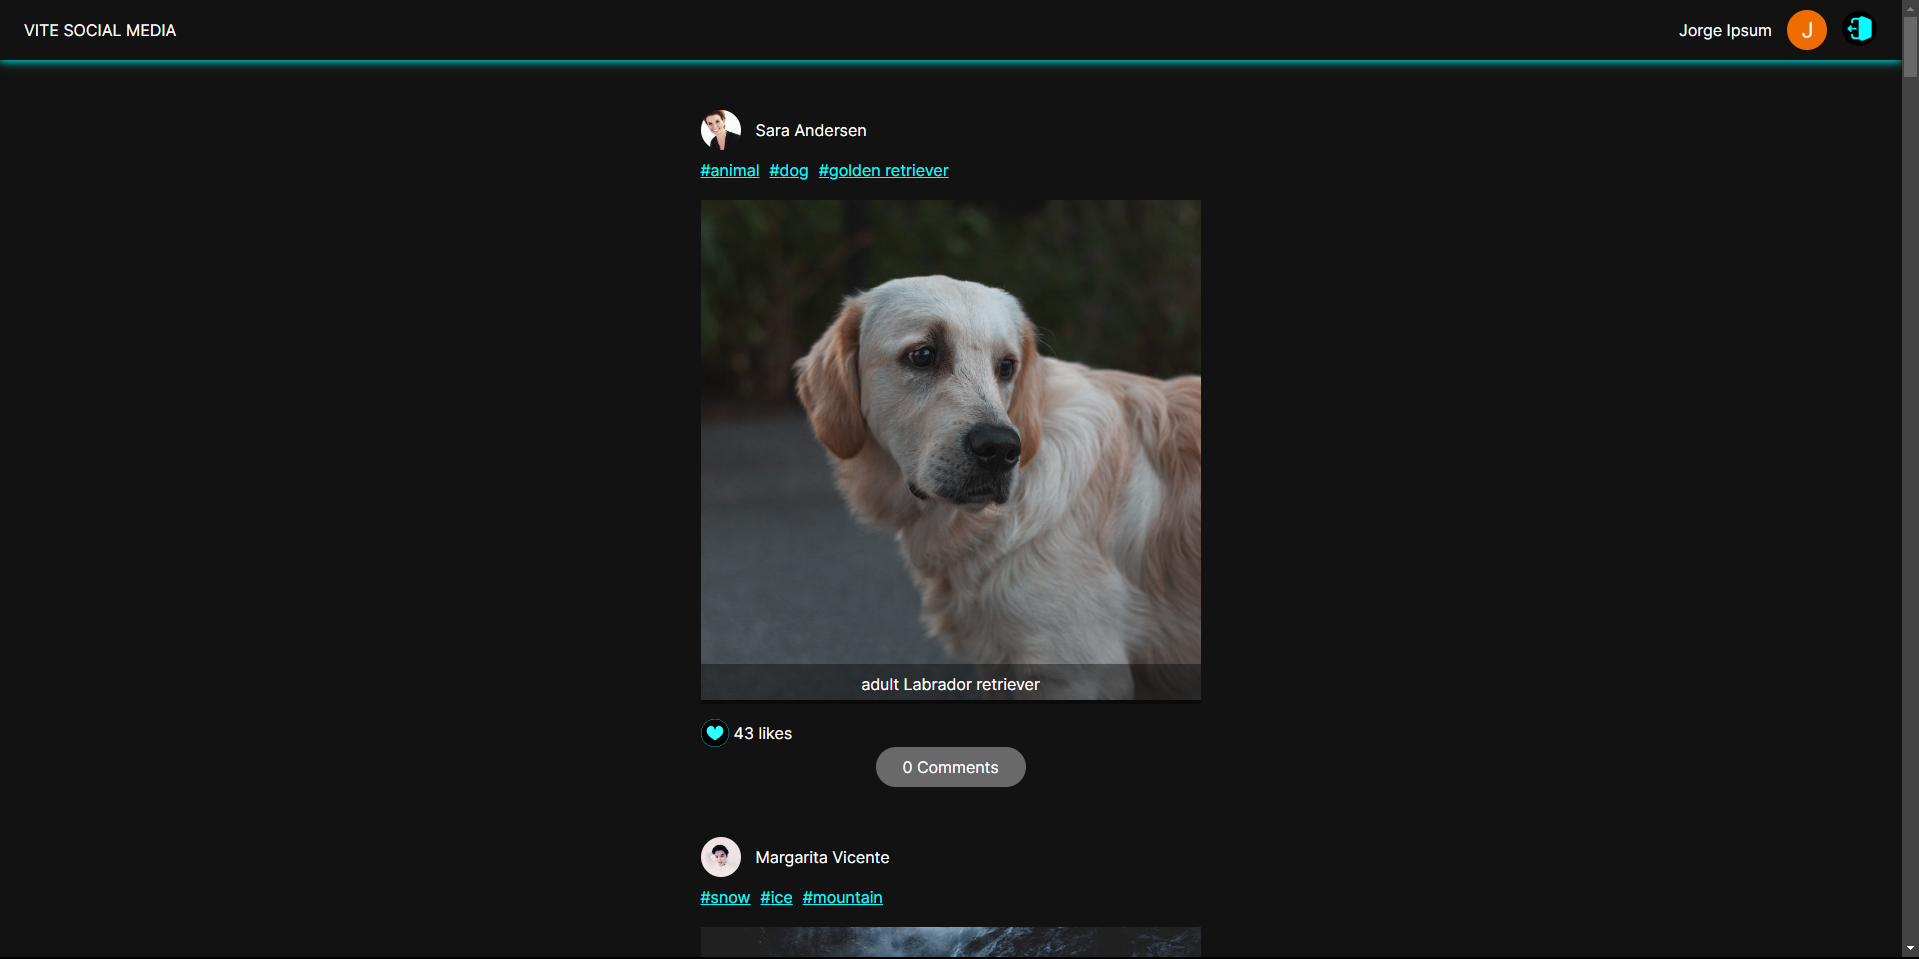 VITE SOCIAL MEDIA
Jorge Ipsum J
Sara Andersen
#animal #dog #golden retriever
adult Labrador retriever
43 likes
0 Comments
Margarita Vicente
#snow #ice #mountain